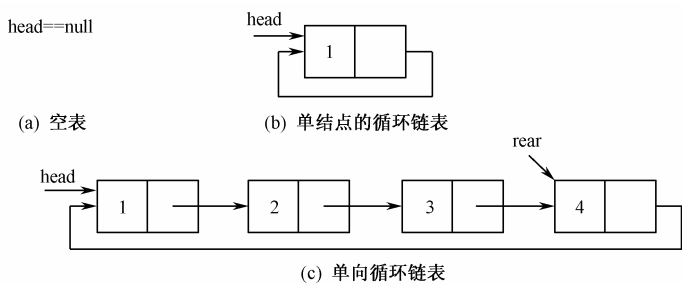 head==null
head
1
(a) 空表
(b) 单结点的循环链表
rear
head
1
2
3
4
(c) 单向循环链表